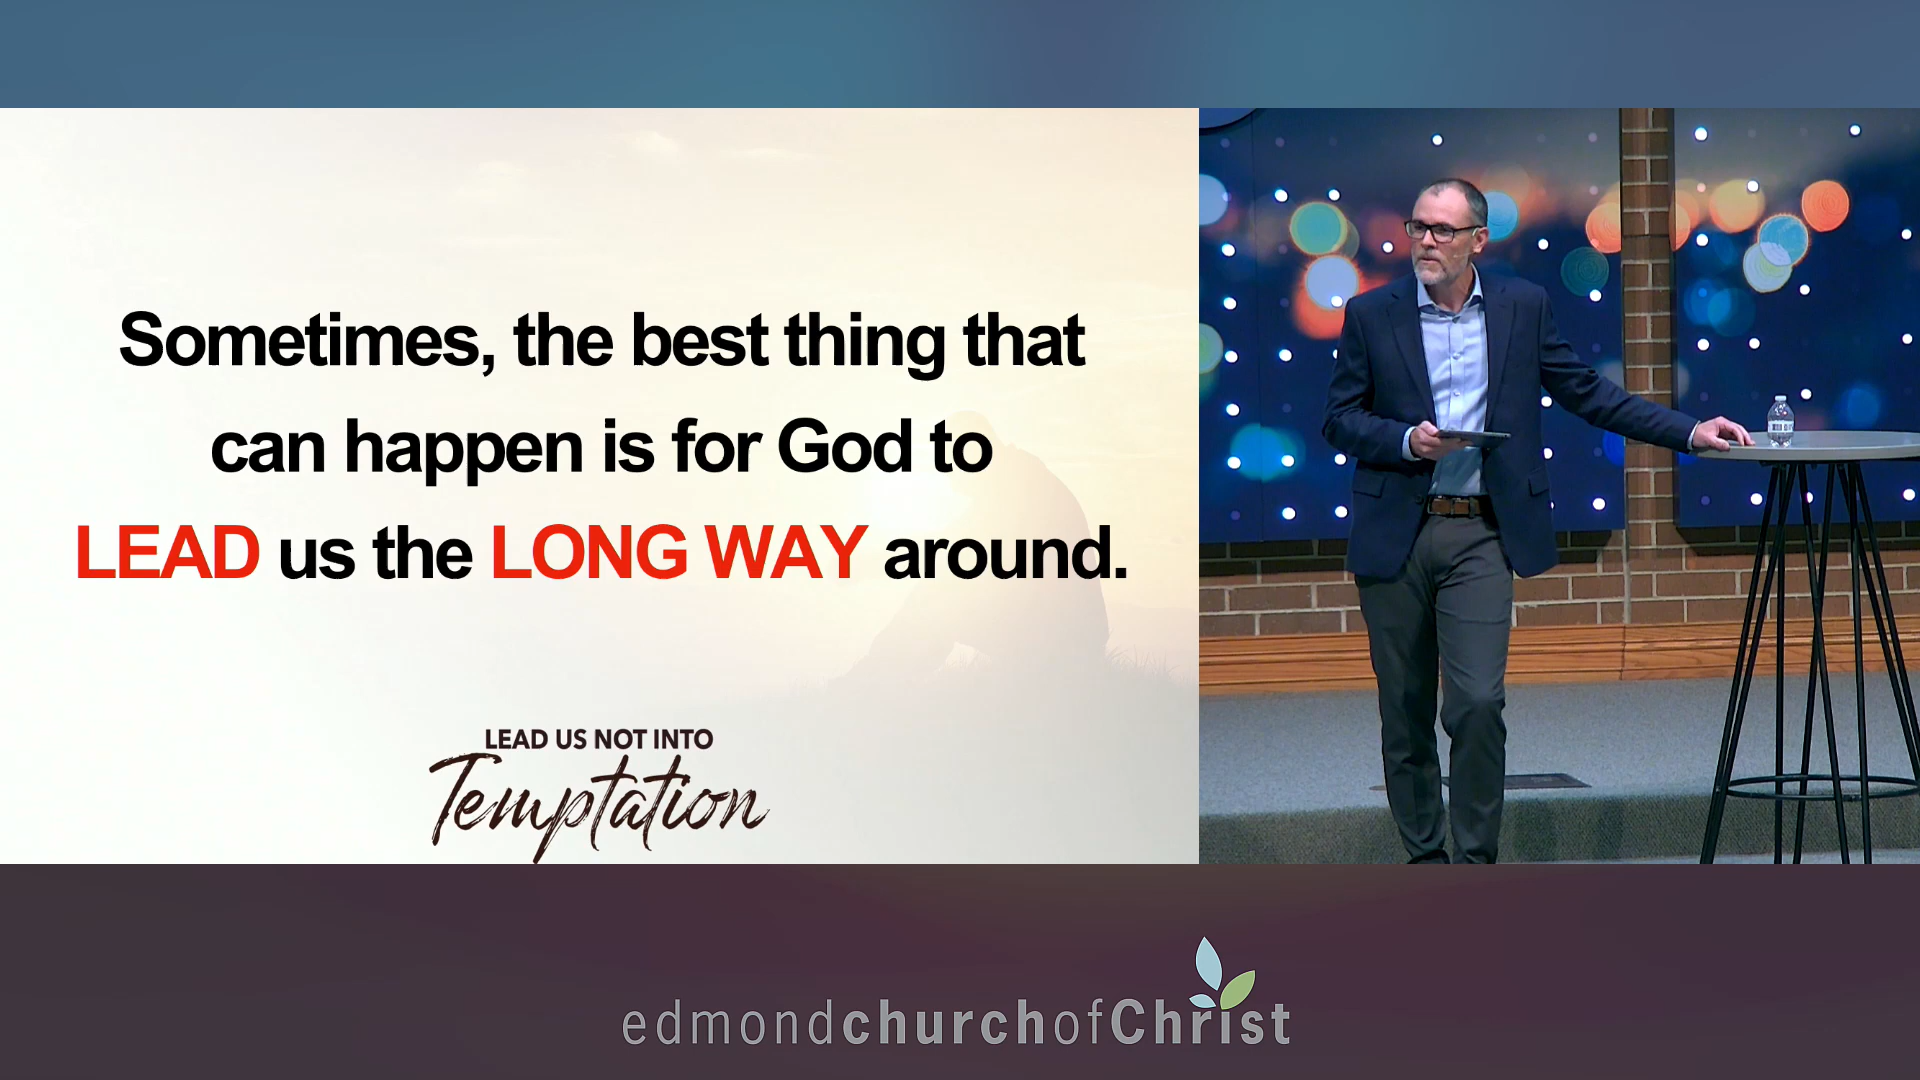 Sometimes, the best thing that
can happen is for God to
LEAD us the LONG WAY around.
LEAD US NOT INTO
Temptation
edmondchurchofChrist